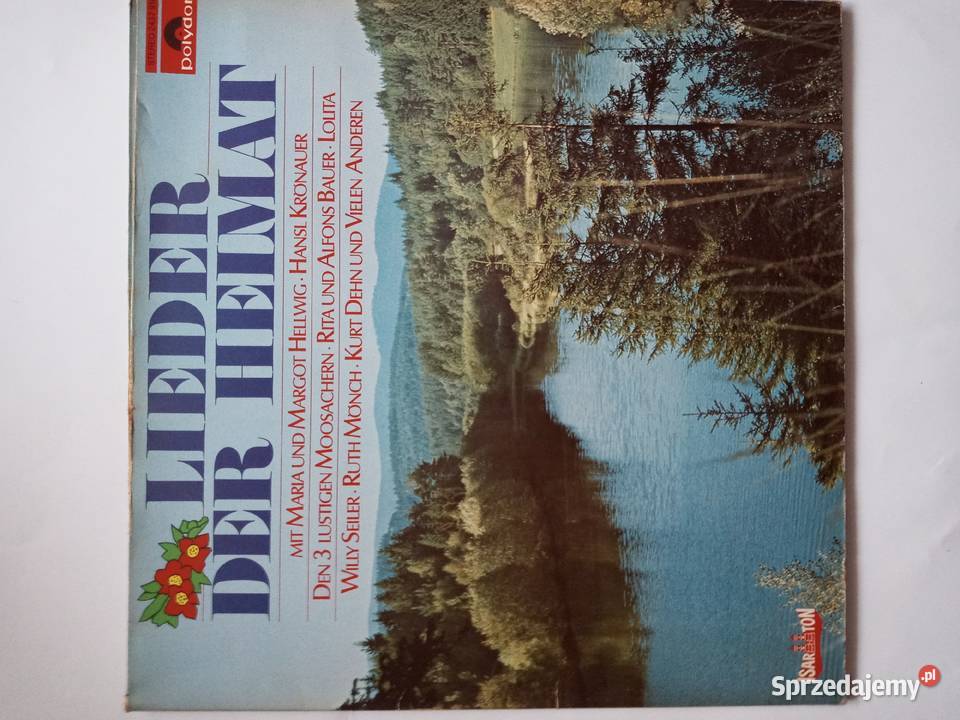 polydor
LIEDER
DER HEIMAT
MIT MARIA UND MARGOT HELLWIG · HANSL KRONAUER
DEN 3 LUSTIGEN MOOSACHERN · RITA UND ALFONS BAUER · LOLITA
WILLY SEILER · RUTH MÖNCH · KURT DEHN UND VIELEN ANDEREN
ISARTON
Sprzedajemy.pl